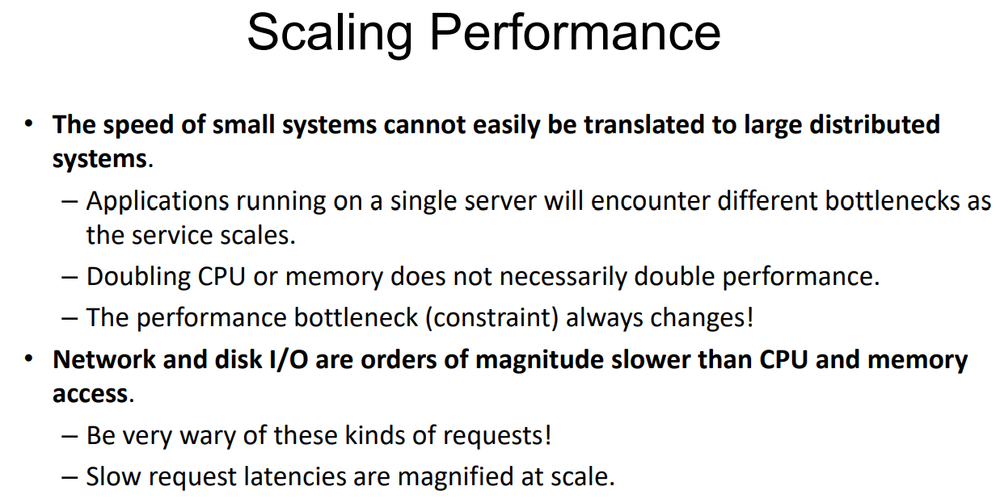 Scaling Performance
• The speed of small systems cannot easily be translated to large distributed
systems.
– Applications running on a single server will encounter different bottlenecks as
the service scales.
– Doubling CPU or memory does not necessarily double performance.
– The performance bottleneck (constraint) always changes!
• Network and disk I/O are orders of magnitude slower than CPU and memory
access.
– Be very wary of these kinds of requests!
– Slow request latencies are magnified at scale.